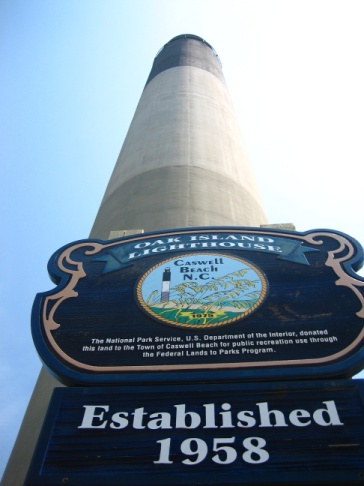 OAK ISLAND
LIGHTHOUSE
CASWELL
BEACH
N.C.
1975
The National Park Service, U.S. Department of the Interior, donated
this land to the Town of Caswell Beach for public recreation use through
the Federal Lands to Parks Program.
Established
1958